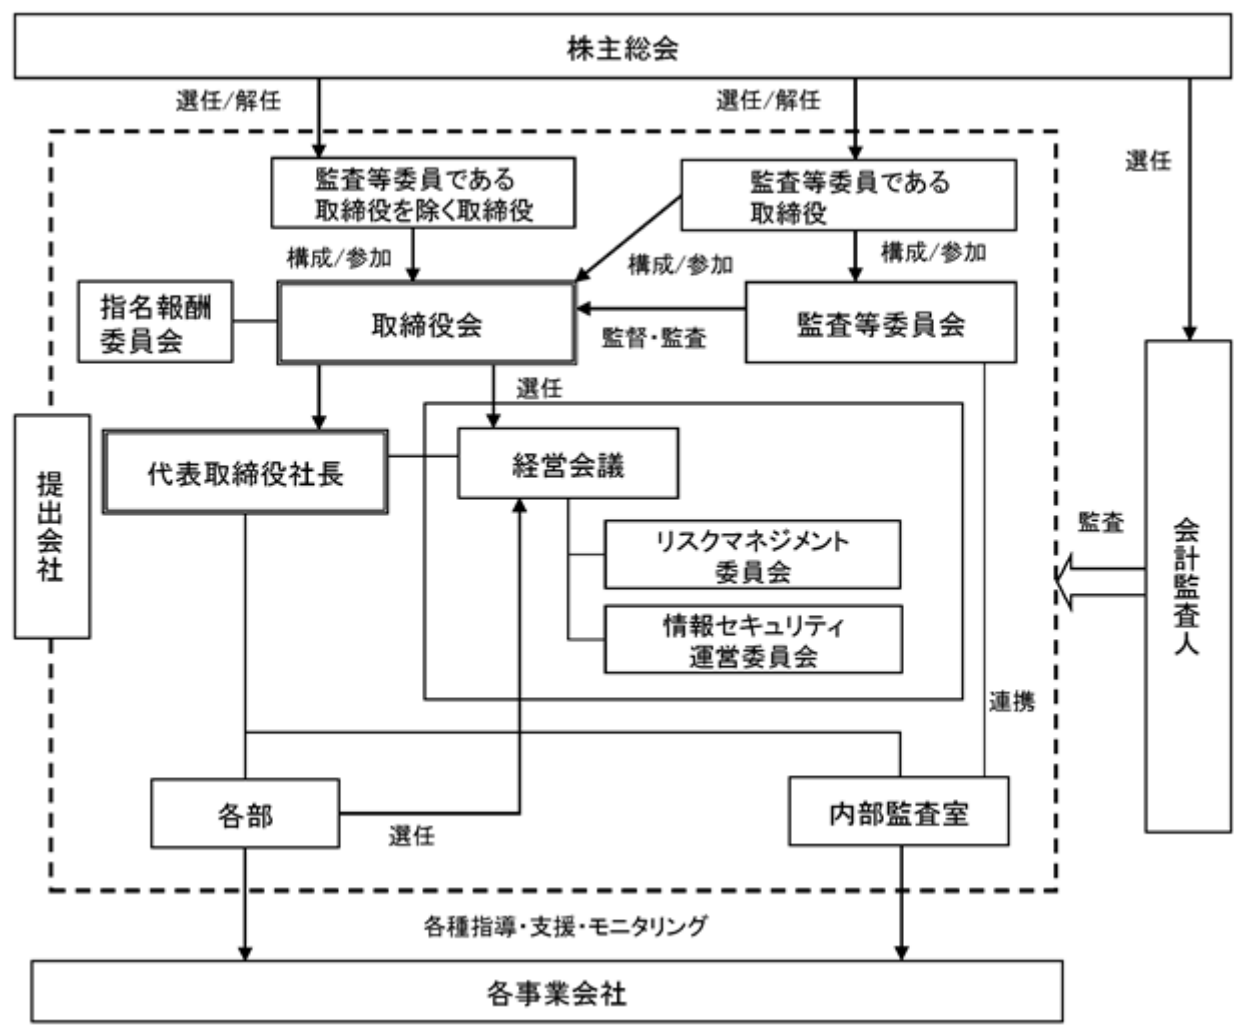 株主総会
選任/解任
選任/解任
選任
監査等委員である
取締役を除く取締役
監査等委員である
取締役
構成/参加
構成/参加
構成/参加
指名報酬
委員会
取締役会
監督・監査
監査等委員会
選任
代表取締役社長
経営会議
提出会社
リスクマネジメント
委員会
監査
会計監査人
情報セキュリティ
運営委員会
連携
各部
選任
内部監査室
各種指導・支援・モニタリング
各事業会社